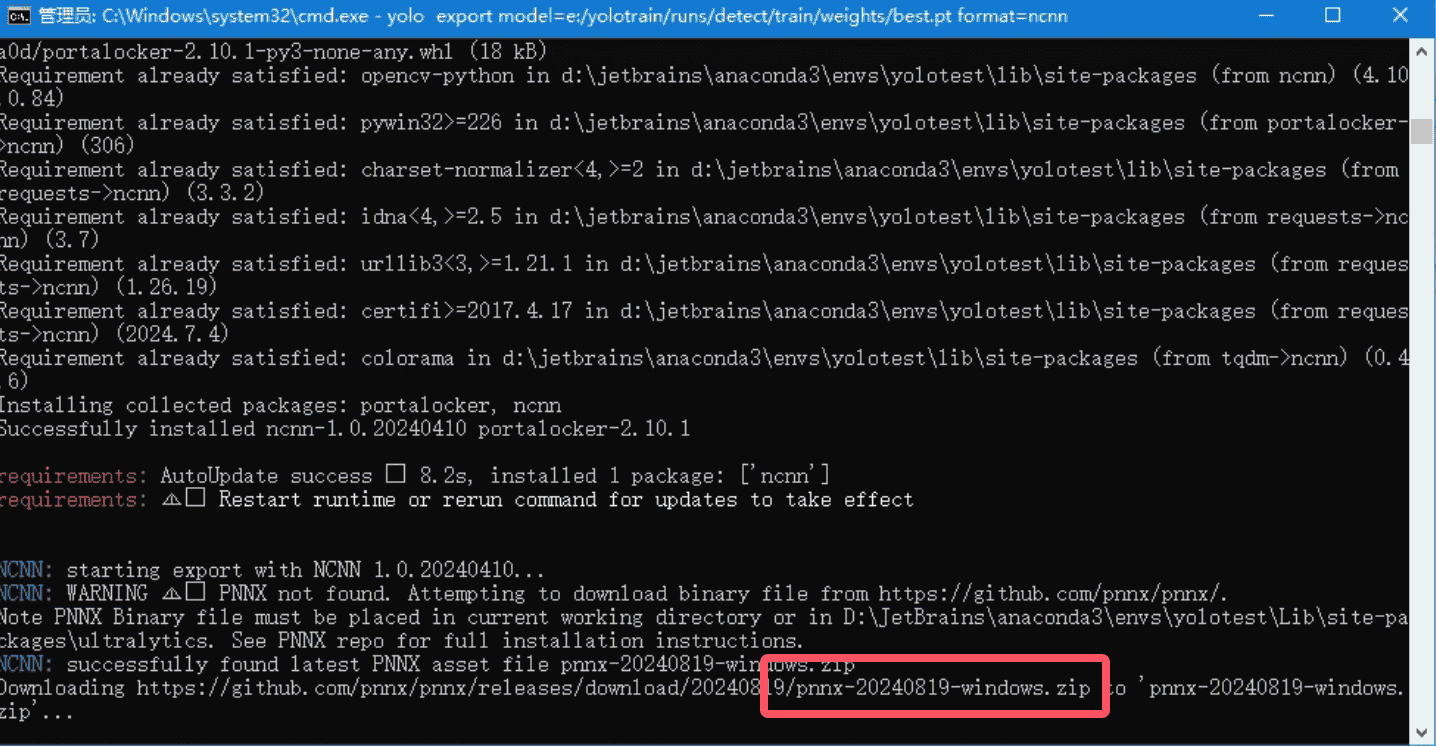 管理员: C:\Windows\system32\cmd.exe - yolo export model=e:/yolotrain/runs/detect/train/weights/best.pt format=ncnn
a0d/portalocker-2.10.1-py3-none-any.whl (18 kB)
Requirement already satisfied: opencv-python in d:\jetbrains\anaconda3\envs\yolotest\lib\site-packages (from ncnn) (4.10
.0.84)
Requirement already satisfied: pywin32>=226 in d:\jetbrains\anaconda3\envs\yolotest\lib\site-packages (from portalocker-
>ncnn) (306)
Requirement already satisfied: charset-normalizer<4,>=2 in d:\jetbrains\anaconda3\envs\yolotest\lib\site-packages (from
requests->ncnn) (3.3.2)
Requirement already satisfied: idna<4,>=2.5 in d:\jetbrains\anaconda3\envs\yolotest\lib\site-packages (from requests->nc
nn) (3.7)
Requirement already satisfied: urllib3<3,>=1.21.1 in d:\jetbrains\anaconda3\envs\yolotest\lib\site-packages (from reques
ts->ncnn) (1.26.19)
Requirement already satisfied: certifi>=2017.4.17 in d:\jetbrains\anaconda3\envs\yolotest\lib\site-packages (from reques
ts->ncnn) (2024.7.4)
Requirement already satisfied: colorama in d:\jetbrains\anaconda3\envs\yolotest\lib\site-packages (from tqdm->ncnn) (0.4
.6)
Installing collected packages: portalocker, ncnn
Successfully installed ncnn-1.0.20240410 portalocker-2.10.1
requirements: AutoUpdate success □ 8.2s, installed 1 package: ['ncnn']
requirements: ⚠□ Restart runtime or rerun command for updates to take effect
NCNN: starting export with NCNN 1.0.20240410...
NCNN: WARNING ⚠□ PNNX not found. Attempting to download binary file from https://github.com/pnnx/pnnx/.
Note PNNX Binary file must be placed in current working directory or in D:\JetBrains\anaconda3\envs\yolotest\Lib\site-pa
ckages\ultralytics. See PNNX repo for full installation instructions.
NCNN: successfully found latest PNNX asset file pnnx-20240819-windows.zip
Downloading https://github.com/pnnx/pnnx/releases/download/20240819/pnnx-20240819-windows.zip to 'pnnx-20240819-windows.
zip'...